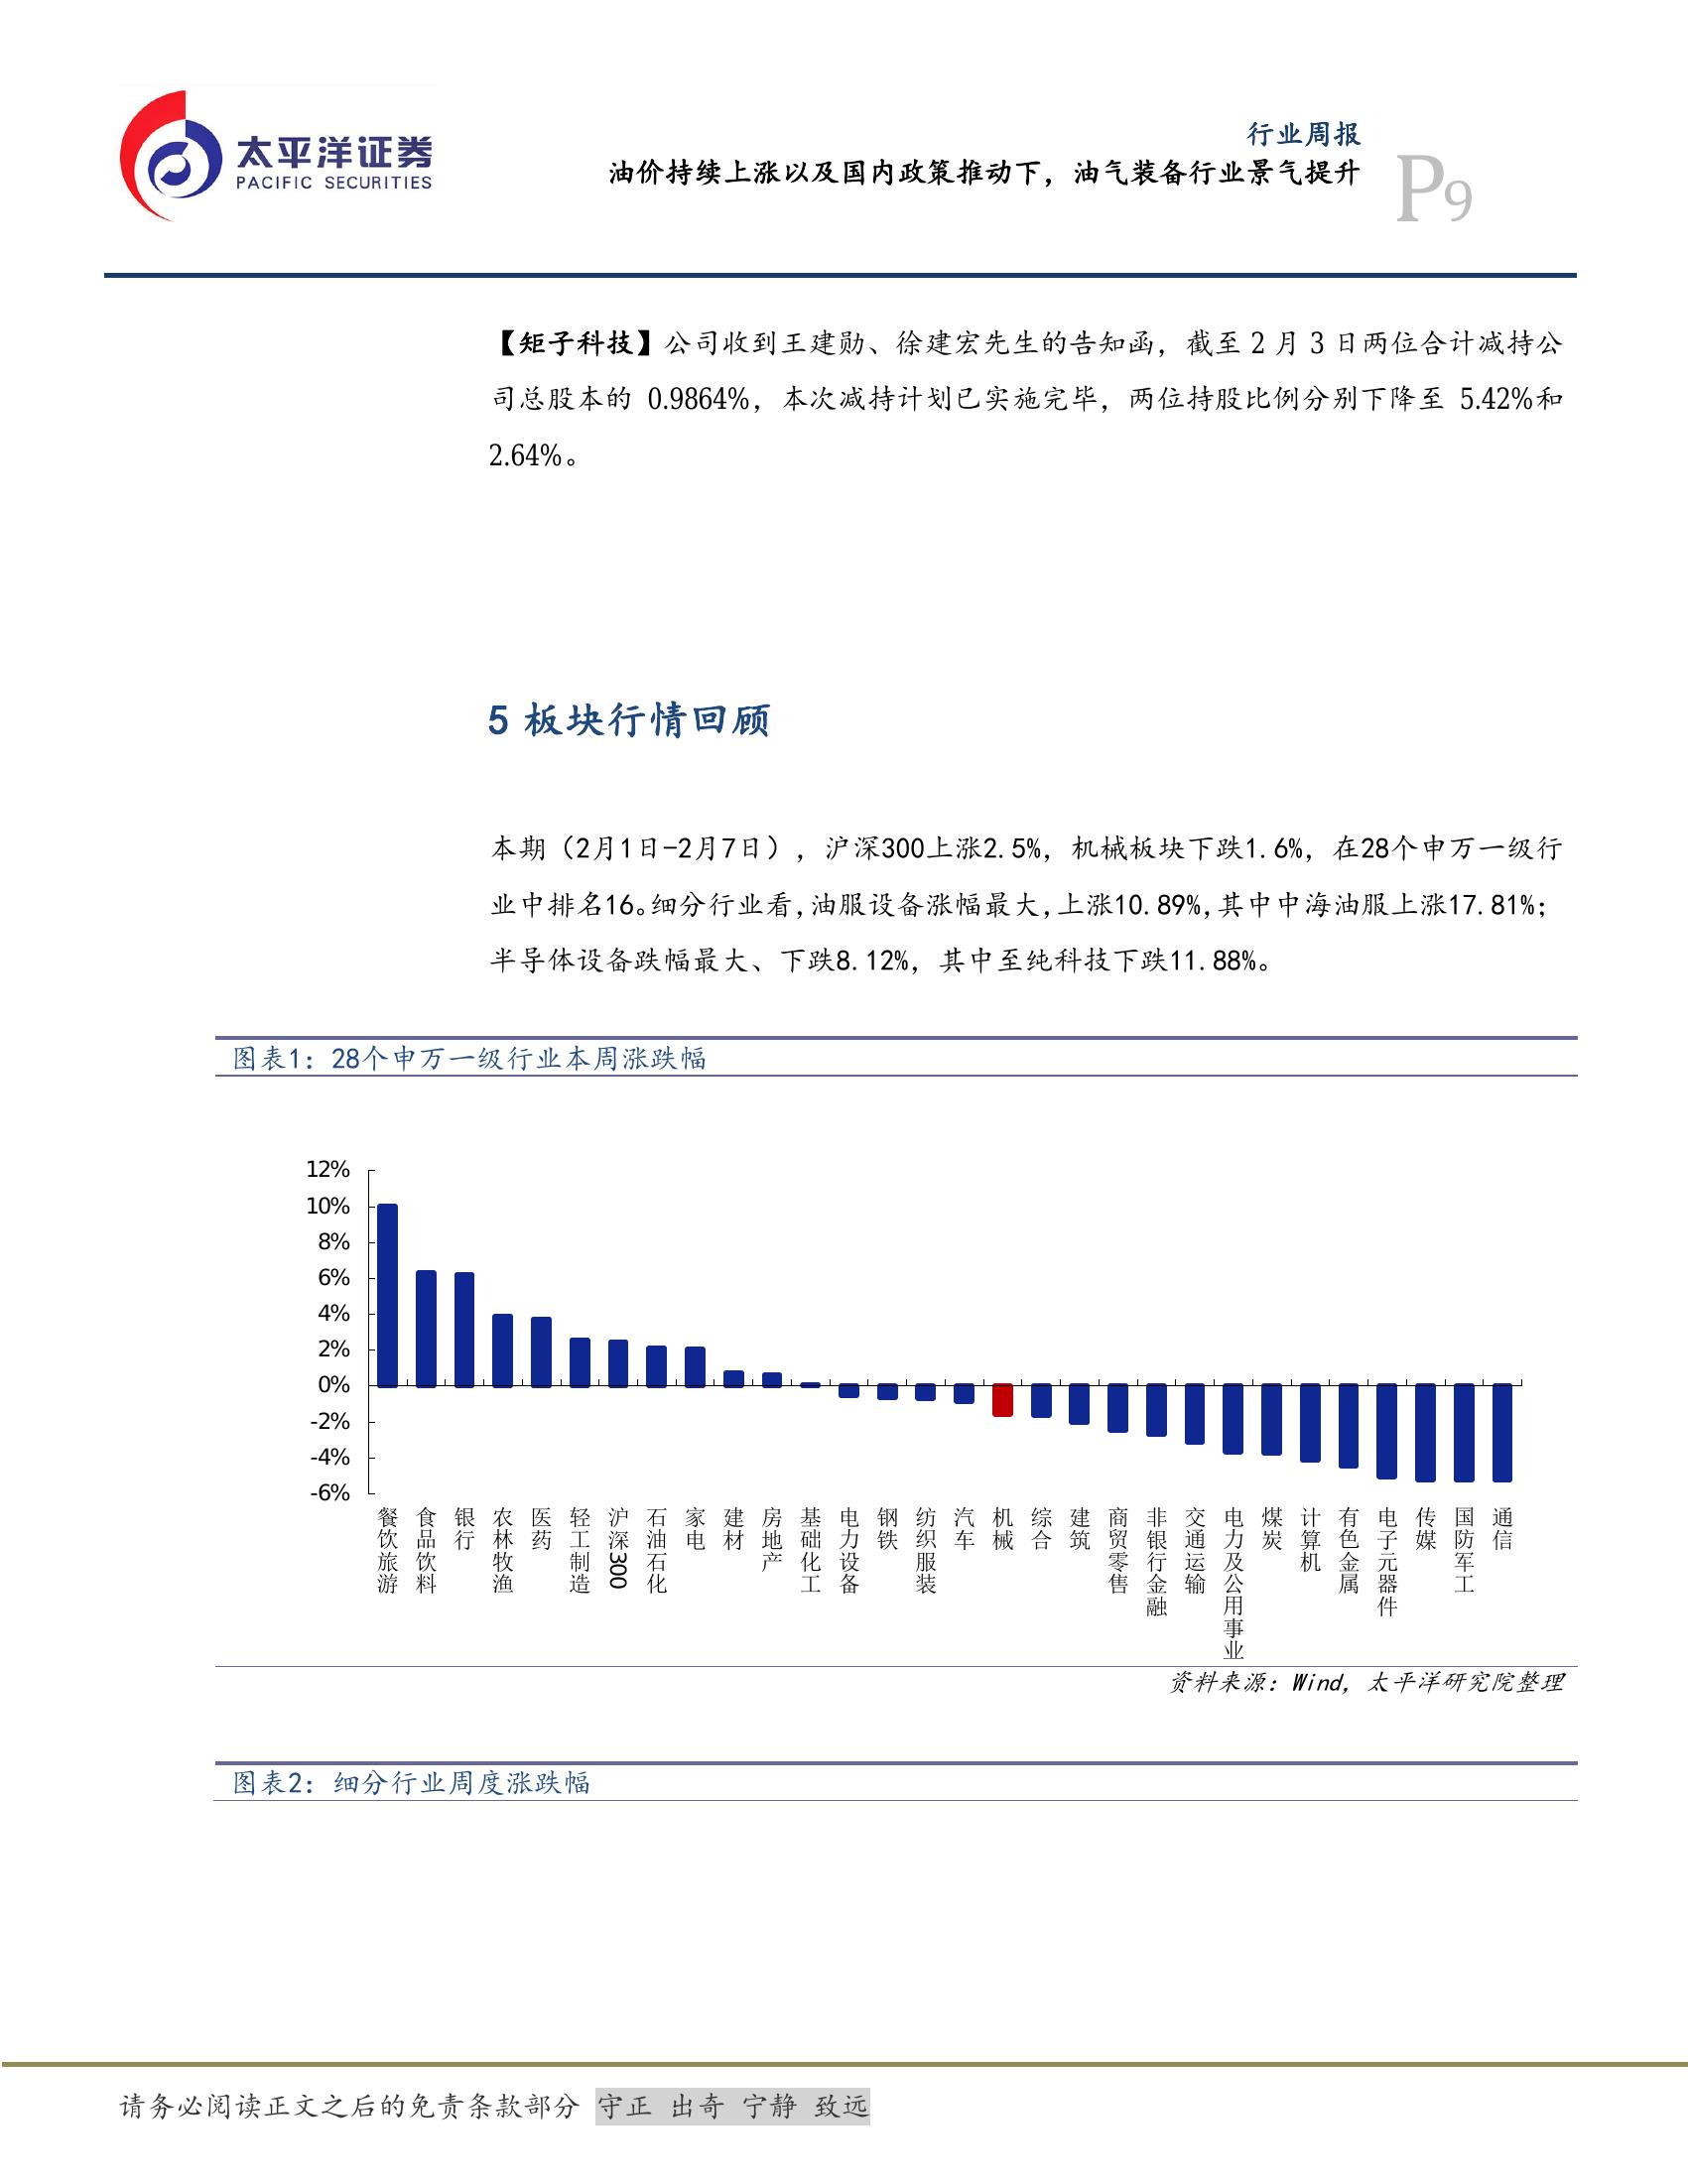 太平洋证券
PACIFIC SECURITIES
行业周报
油价持续上涨以及国内政策推动下，油气装备行业景气提升
P9
【矩子科技】公司收到王建勋、徐建宏先生的告知函，截至 2 月 3 日两位合计减持公
司总股本的 0.9864%，本次减持计划已实施完毕，两位持股比例分别下降至 5.42%和
2.64%。
5 板块行情回顾
本期（2月1日-2月7日），沪深300上涨2.5%，机械板块下跌1.6%，在28个申万一级行
业中排名16。细分行业看,油服设备涨幅最大,上涨10.89%,其中中海油服上涨17.81%;
半导体设备跌幅最大、下跌8.12%，其中至纯科技下跌11.88%。
图表1：28个申万一级行业本周涨跌幅
12%
10%
8%
6%
4%
2%
0%
-2%
-4%
-6%
餐饮旅游
食品饮料
银行
农林牧渔
医药
轻工制造
沪深300
石油石化
家电
建材
房地产
基础化工
电力设备
钢铁
纺织服装
汽车
机械
综合
建筑
商贸零售
非银行金融
交通运输
电力及公用事业
煤炭
计算机
有色金属
电子元器件
传媒
国防军工
通信
资料来源：Wind，太平洋研究院整理
图表2：细分行业周度涨跌幅
请务必阅读正文之后的免责条款部分 守正 出奇 宁静 致远